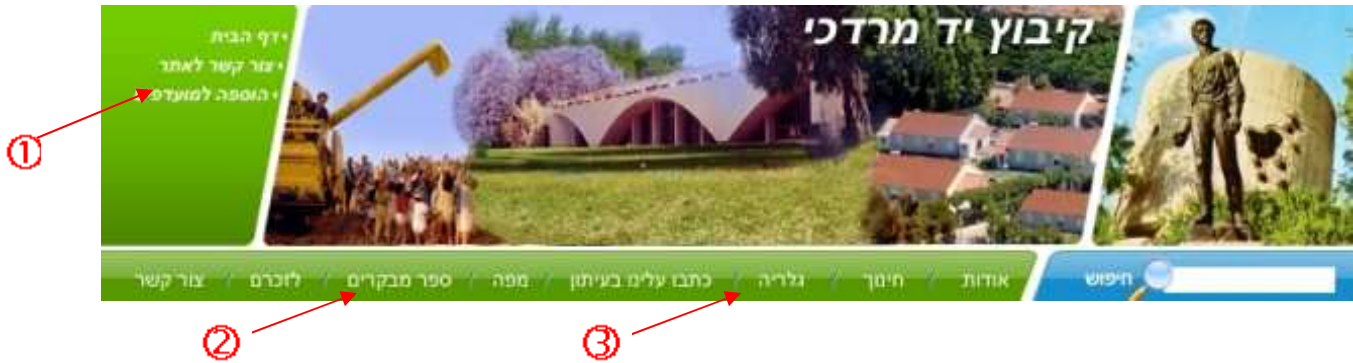 קיבוץ יד מרדכי
דף הבית
צור קשר לאתר
הוספה למועדפים
①
חיפוש
אודות / חינוך / גלריה / כתבו עלינו בעיתון / מפה / ספר מבקרים / לזכרם / צור קשר
② ③